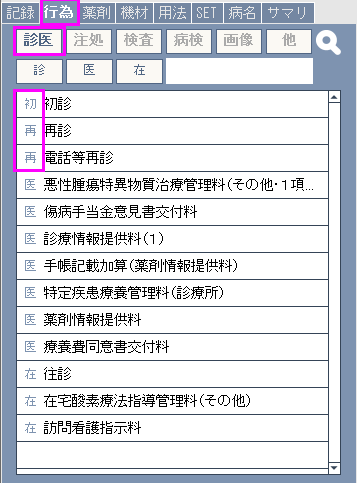 記録 行為 薬剤 機材 用法 SET 病名 サマリ
診医 注処 検査 病検 画像 他
診 医 在
初 初診
再 再診
再 電話等再診
医 悪性腫瘍特異物質治療管理料(その他・1項...
医 傷病手当金意見書交付料
医 診療情報提供料(1)
医 手帳記載加算(薬剤情報提供料)
医 特定疾患療養管理料(診療所)
医 薬剤情報提供料
医 療養費同意書交付料
在 往診
在 在宅酸素療法指導管理料(その他)
在 訪問看護指示料